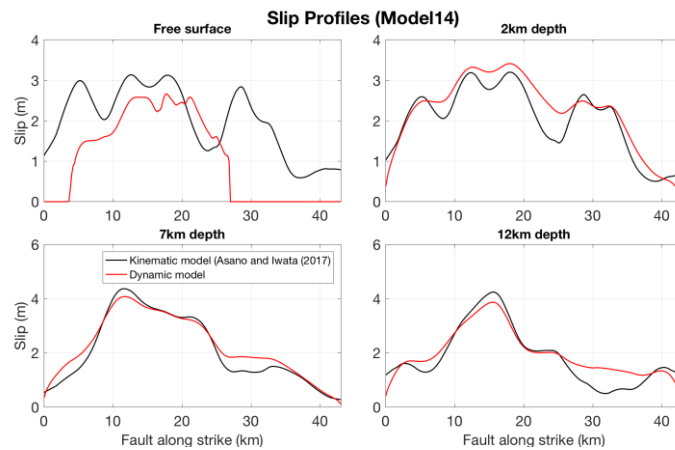 Slip Profiles (Model14)
Free surface
2km depth
Slip (m)
4
3
2
1
0
0 10 20 30 40
4
3
2
1
0
0 10 20 30 40
7km depth
12km depth
Slip (m)
6
4
2
0
Kinematic model (Asano and Iwata (2017)
Dynamic model
0 10 20 30 40
Fault along strike (km)
6
4
2
0
0 10 20 30 40
Fault along strike (km)